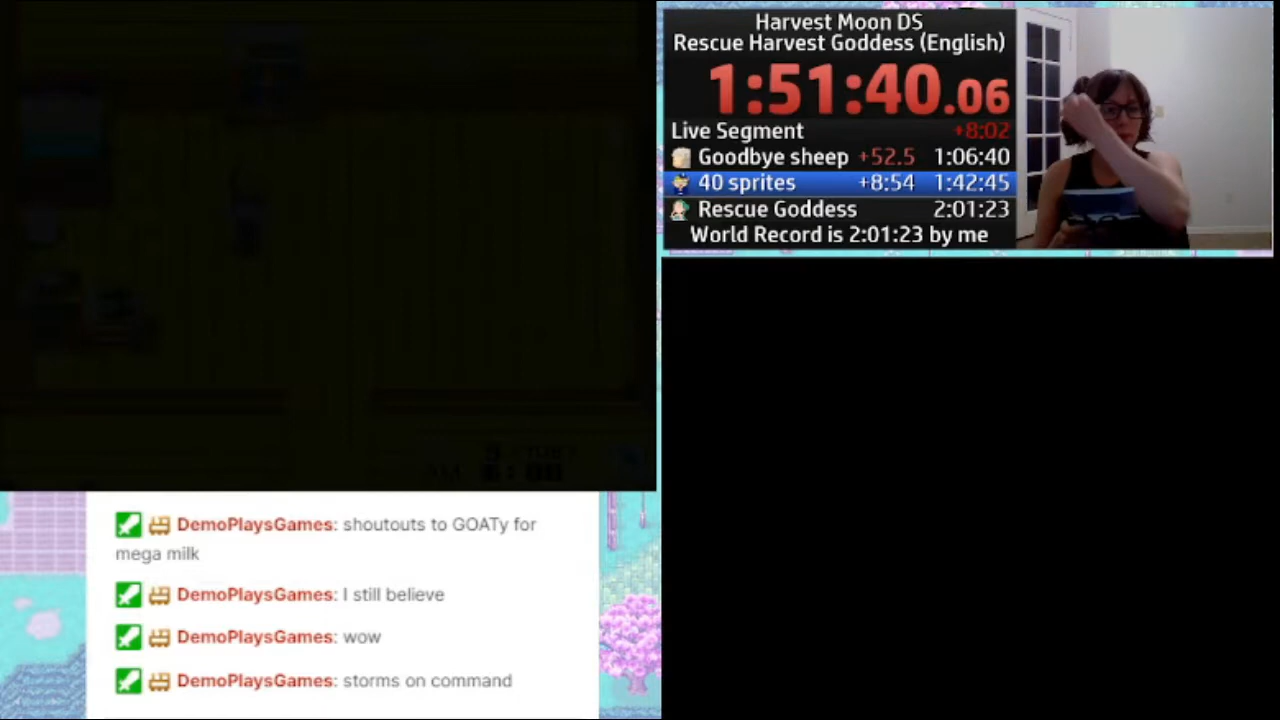 Harvest Moon DS
Rescue Harvest Goddess (English)
1:51:40.06
Live Segment +8:02
Goodbye sheep +52.5 1:06:40
40 sprites +8:54 1:42:45
Rescue Goddess 2:01:23
World Record is 2:01:23 by me
DemoPlaysGames: shoutouts to GOATy for
mega milk
DemoPlaysGames: I still believe
DemoPlaysGames: wow
DemoPlaysGames: storms on command